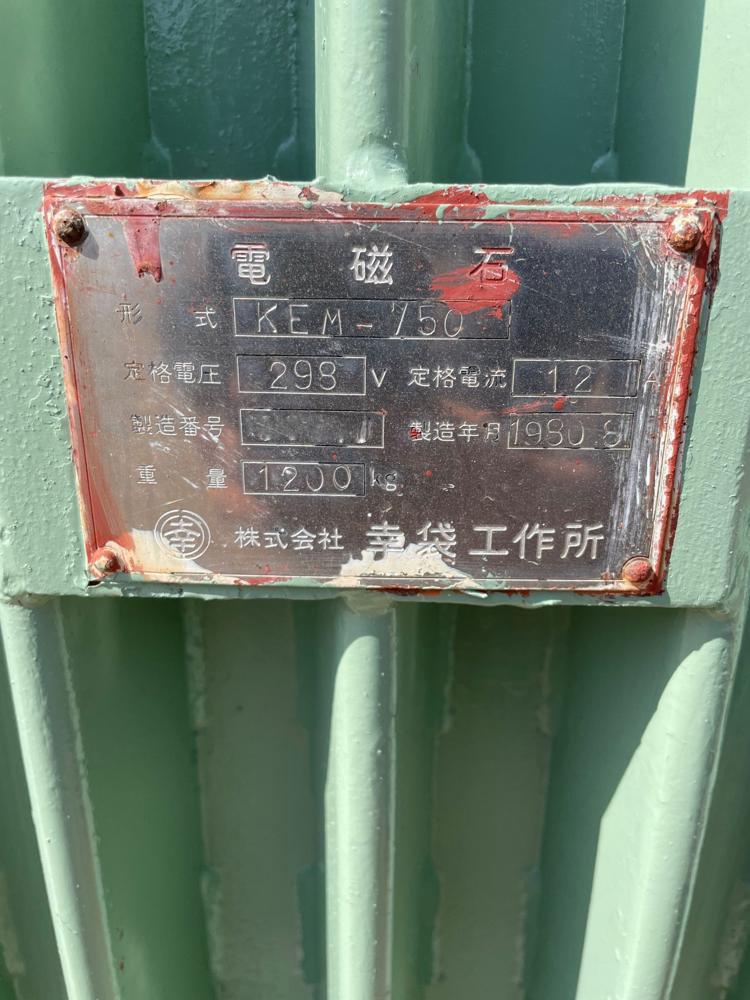 電磁石
形式 KEM-750
定格電圧 298 V 定格電流 12 A
製造番号 製造年月 1980 8
重量 1200 kg
幸 株式会社 幸袋工作所